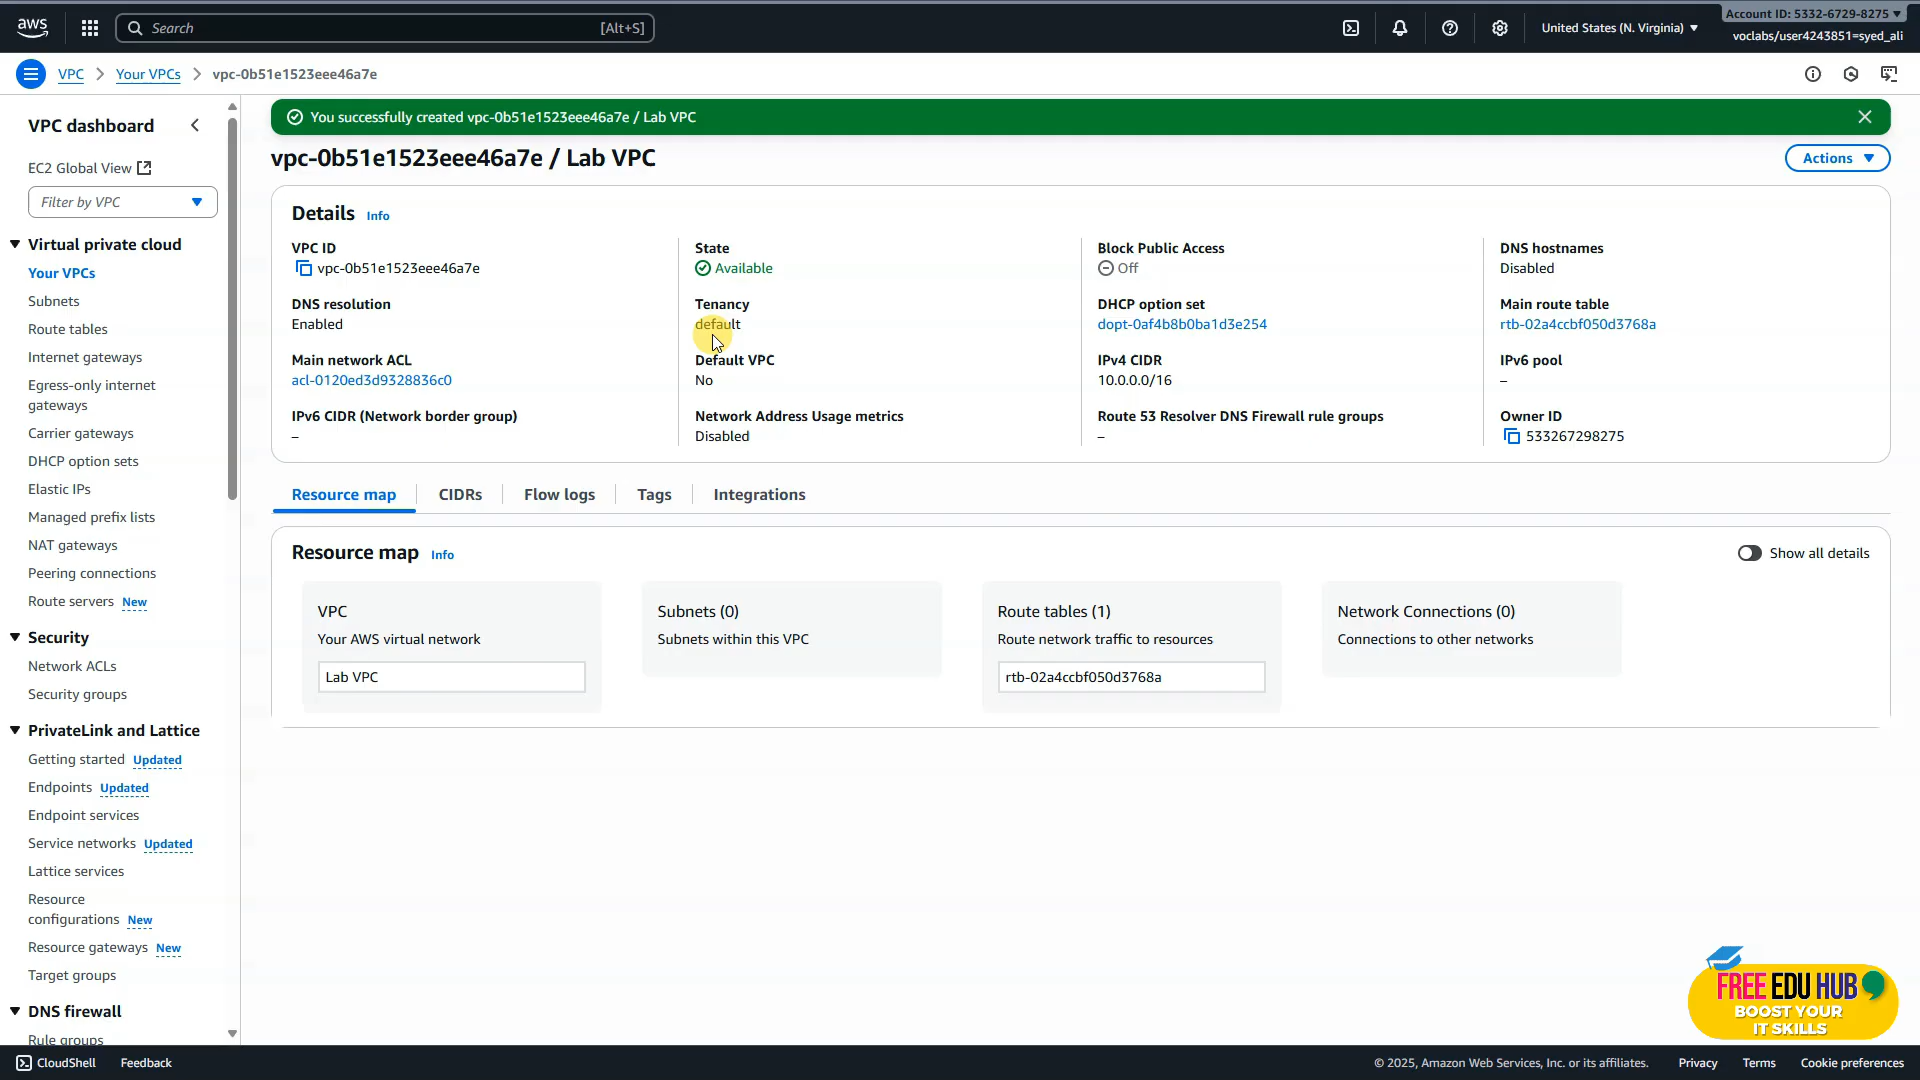 aws
Search [Alt+S]
United States (N. Virginia)
Account ID: 5332-6729-8275
voclabs/user4243851=syed_ali
VPC
Your VPCs
vpc-0b51e1523eee46a7e
VPC dashboard
EC2 Global View
Filter by VPC
Virtual private cloud
Your VPCs
Subnets
Route tables
Internet gateways
Egress-only internet
gateways
Carrier gateways
DHCP option sets
Elastic IPs
Managed prefix lists
NAT gateways
Peering connections
Route servers New
Security
Network ACLs
Security groups
PrivateLink and Lattice
Getting started Updated
Endpoints Updated
Endpoint services
Service networks Updated
Lattice services
Resource
configurations New
Resource gateways New
Target groups
DNS firewall
Rule groups
You successfully created vpc-0b51e1523eee46a7e / Lab VPC
vpc-0b51e1523eee46a7e / Lab VPC
Actions
Details Info
VPC ID
vpc-0b51e1523eee46a7e
State
Available
Block Public Access
Off
DNS hostnames
Disabled
DNS resolution
Enabled
Tenancy
default
DHCP option set
dopt-0af4b8b0ba1d3e254
Main route table
rtb-02a4ccbf050d3768a
Main network ACL
acl-0120ed3d9328836c0
Default VPC
No
IPv4 CIDR
10.0.0.0/16
IPv6 pool
–
IPv6 CIDR (Network border group)
–
Network Address Usage metrics
Disabled
Route 53 Resolver DNS Firewall rule groups
–
Owner ID
533267298275
Resource map
CIDRs
Flow logs
Tags
Integrations
Resource map Info
Show all details
VPC
Your AWS virtual network
Lab VPC
Subnets (0)
Subnets within this VPC
Route tables (1)
Route network traffic to resources
rtb-02a4ccbf050d3768a
Network Connections (0)
Connections to other networks
FREE EDU HUB
BOOST YOUR
IT SKILLS
CloudShell
Feedback
© 2025, Amazon Web Services, Inc. or its affiliates.
Privacy
Terms
Cookie preferences